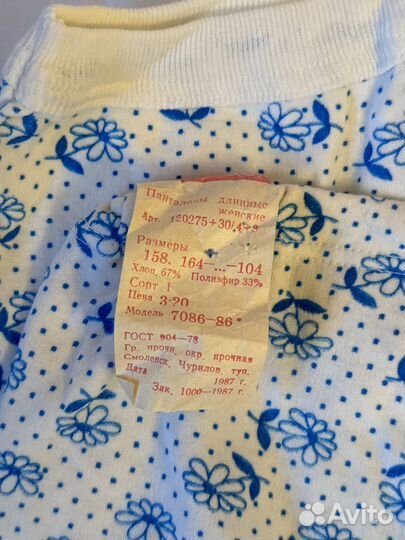 Панталоны длинные
женские
Арт. 120275+30/4+3
Размеры
158, 164—...—104
Хлоп. 67% Полиэфир 33%
Сорт 1
Цена 3-20
Модель 7086—86
ГОСТ 904—78
Гр. прочн. окр. прочная
Смоленск, Чурилов. туп.
Дата 1987 г.
Зак. 1000—1987 г.
Avito